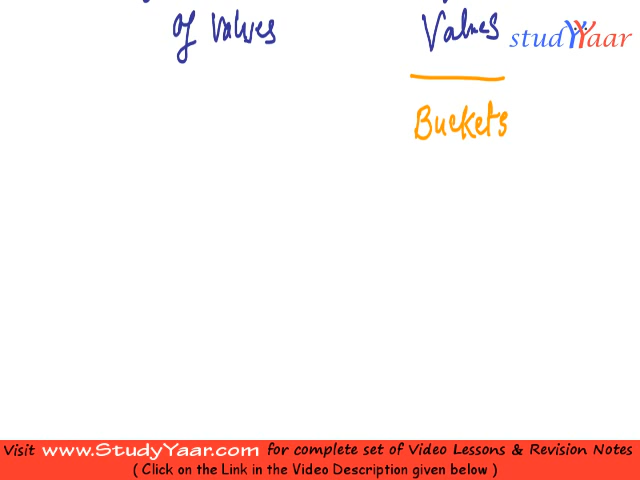 of values
Values
studYYaar
Buckets
Visit www.StudyYaar.com for complete set of Video Lessons & Revision Notes
( Click on the Link in the Video Description given below )